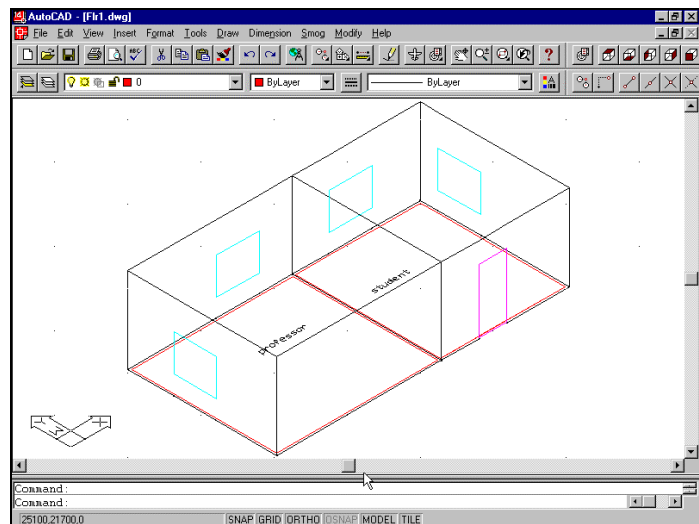 AutoCAD - [Flr1.dwg]
File Edit View Insert Format Tools Draw Dimension Smog Modify Help
ABC ?
0 ByLayer ByLayer
student
professor
Y W X
Command:
Command:
25100,21700.0 SNAP GRID ORTHO OSNAP MODEL TILE